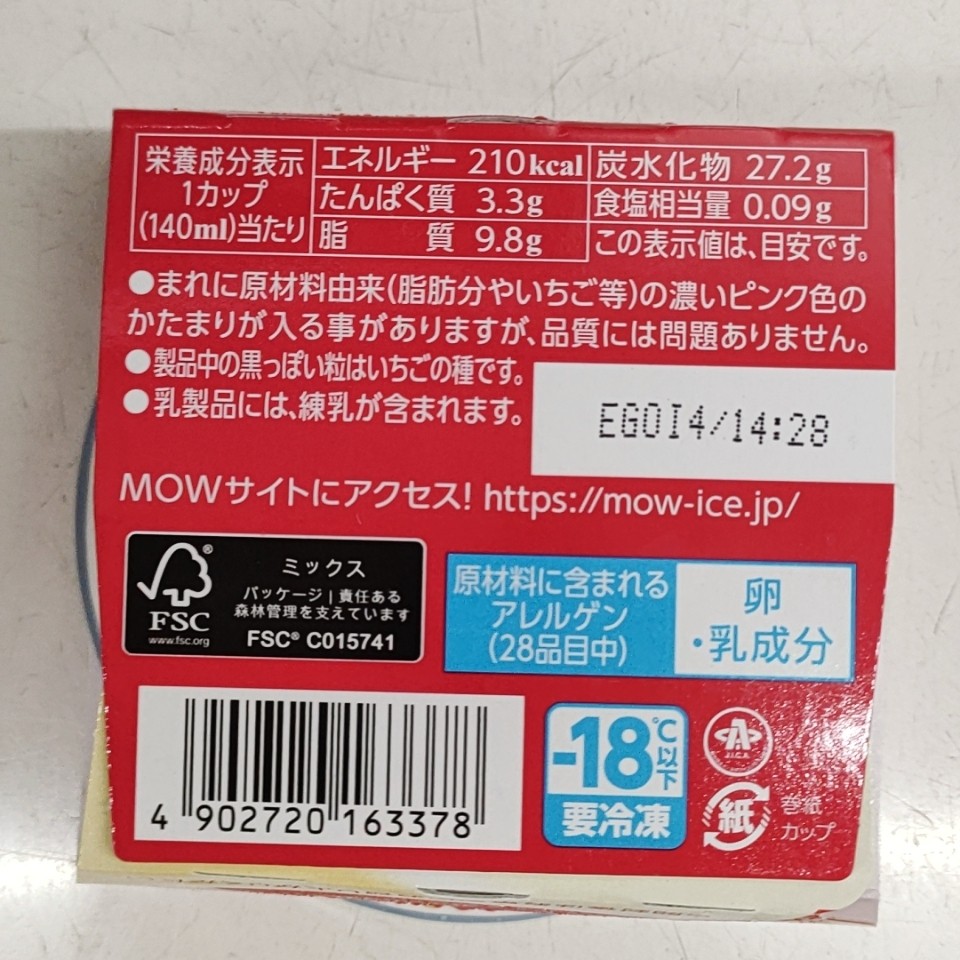 栄養成分表示
1カップ
(140ml)当たり
エネルギー 210kcal
炭水化物 27.2g
たんぱく質 3.3g
食塩相当量 0.09g
脂 質 9.8g
この表示値は、目安です。
●まれに原材料由来(脂肪分やいちご等)の濃いピンク色の
かたまりが入る事がありますが、品質には問題ありません。
●製品中の黒っぽい粒はいちごの種です。
●乳製品には、練乳が含まれます。
EGOI4/14:28
MOWサイトにアクセス! https://mow-ice.jp/
FSC
www.fsc.org
ミックス
パッケージ|責任ある
森林管理を支えています
FSC® C015741
原材料に含まれる
アレルゲン
(28品目中)
卵
・乳成分
4 902720 163378
-18℃以下
要冷凍
J.I.C.A.
紙
巻紙
カップ